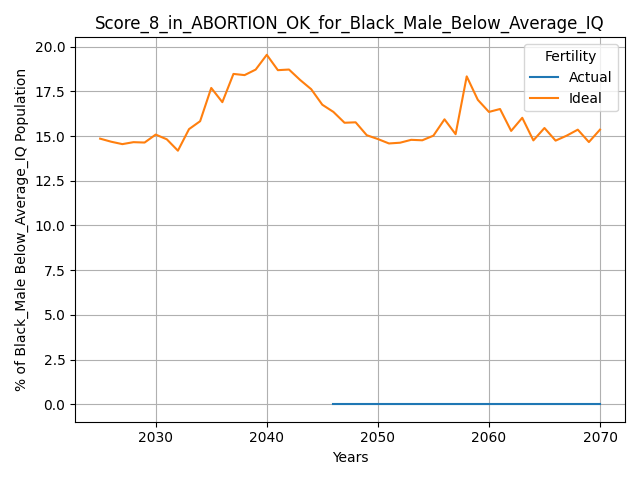 Score_8_in_ABORTION_OK_for_Black_Male_Below_Average_IQ
% of Black_Male Below_Average_IQ Population
20.0
17.5
15.0
12.5
10.0
7.5
5.0
2.5
0.0
Fertility
Actual
Ideal
2030
2040
2050
2060
2070
Years